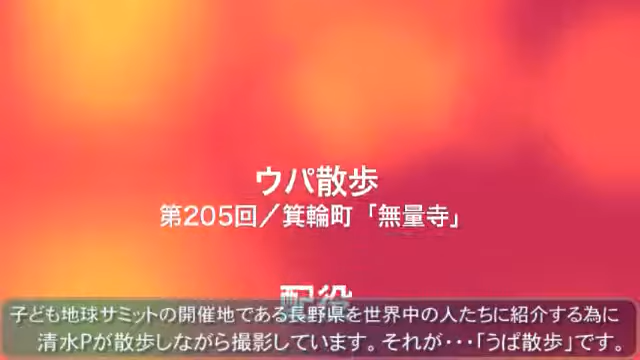 ウパ散歩
第205回／箕輪町「無量寺」
配役
子ども地球サミットの開催地である長野県を世界中の人たちに紹介する為に
清水Pが散歩しながら撮影しています。それが・・・「うぱ散歩」です。